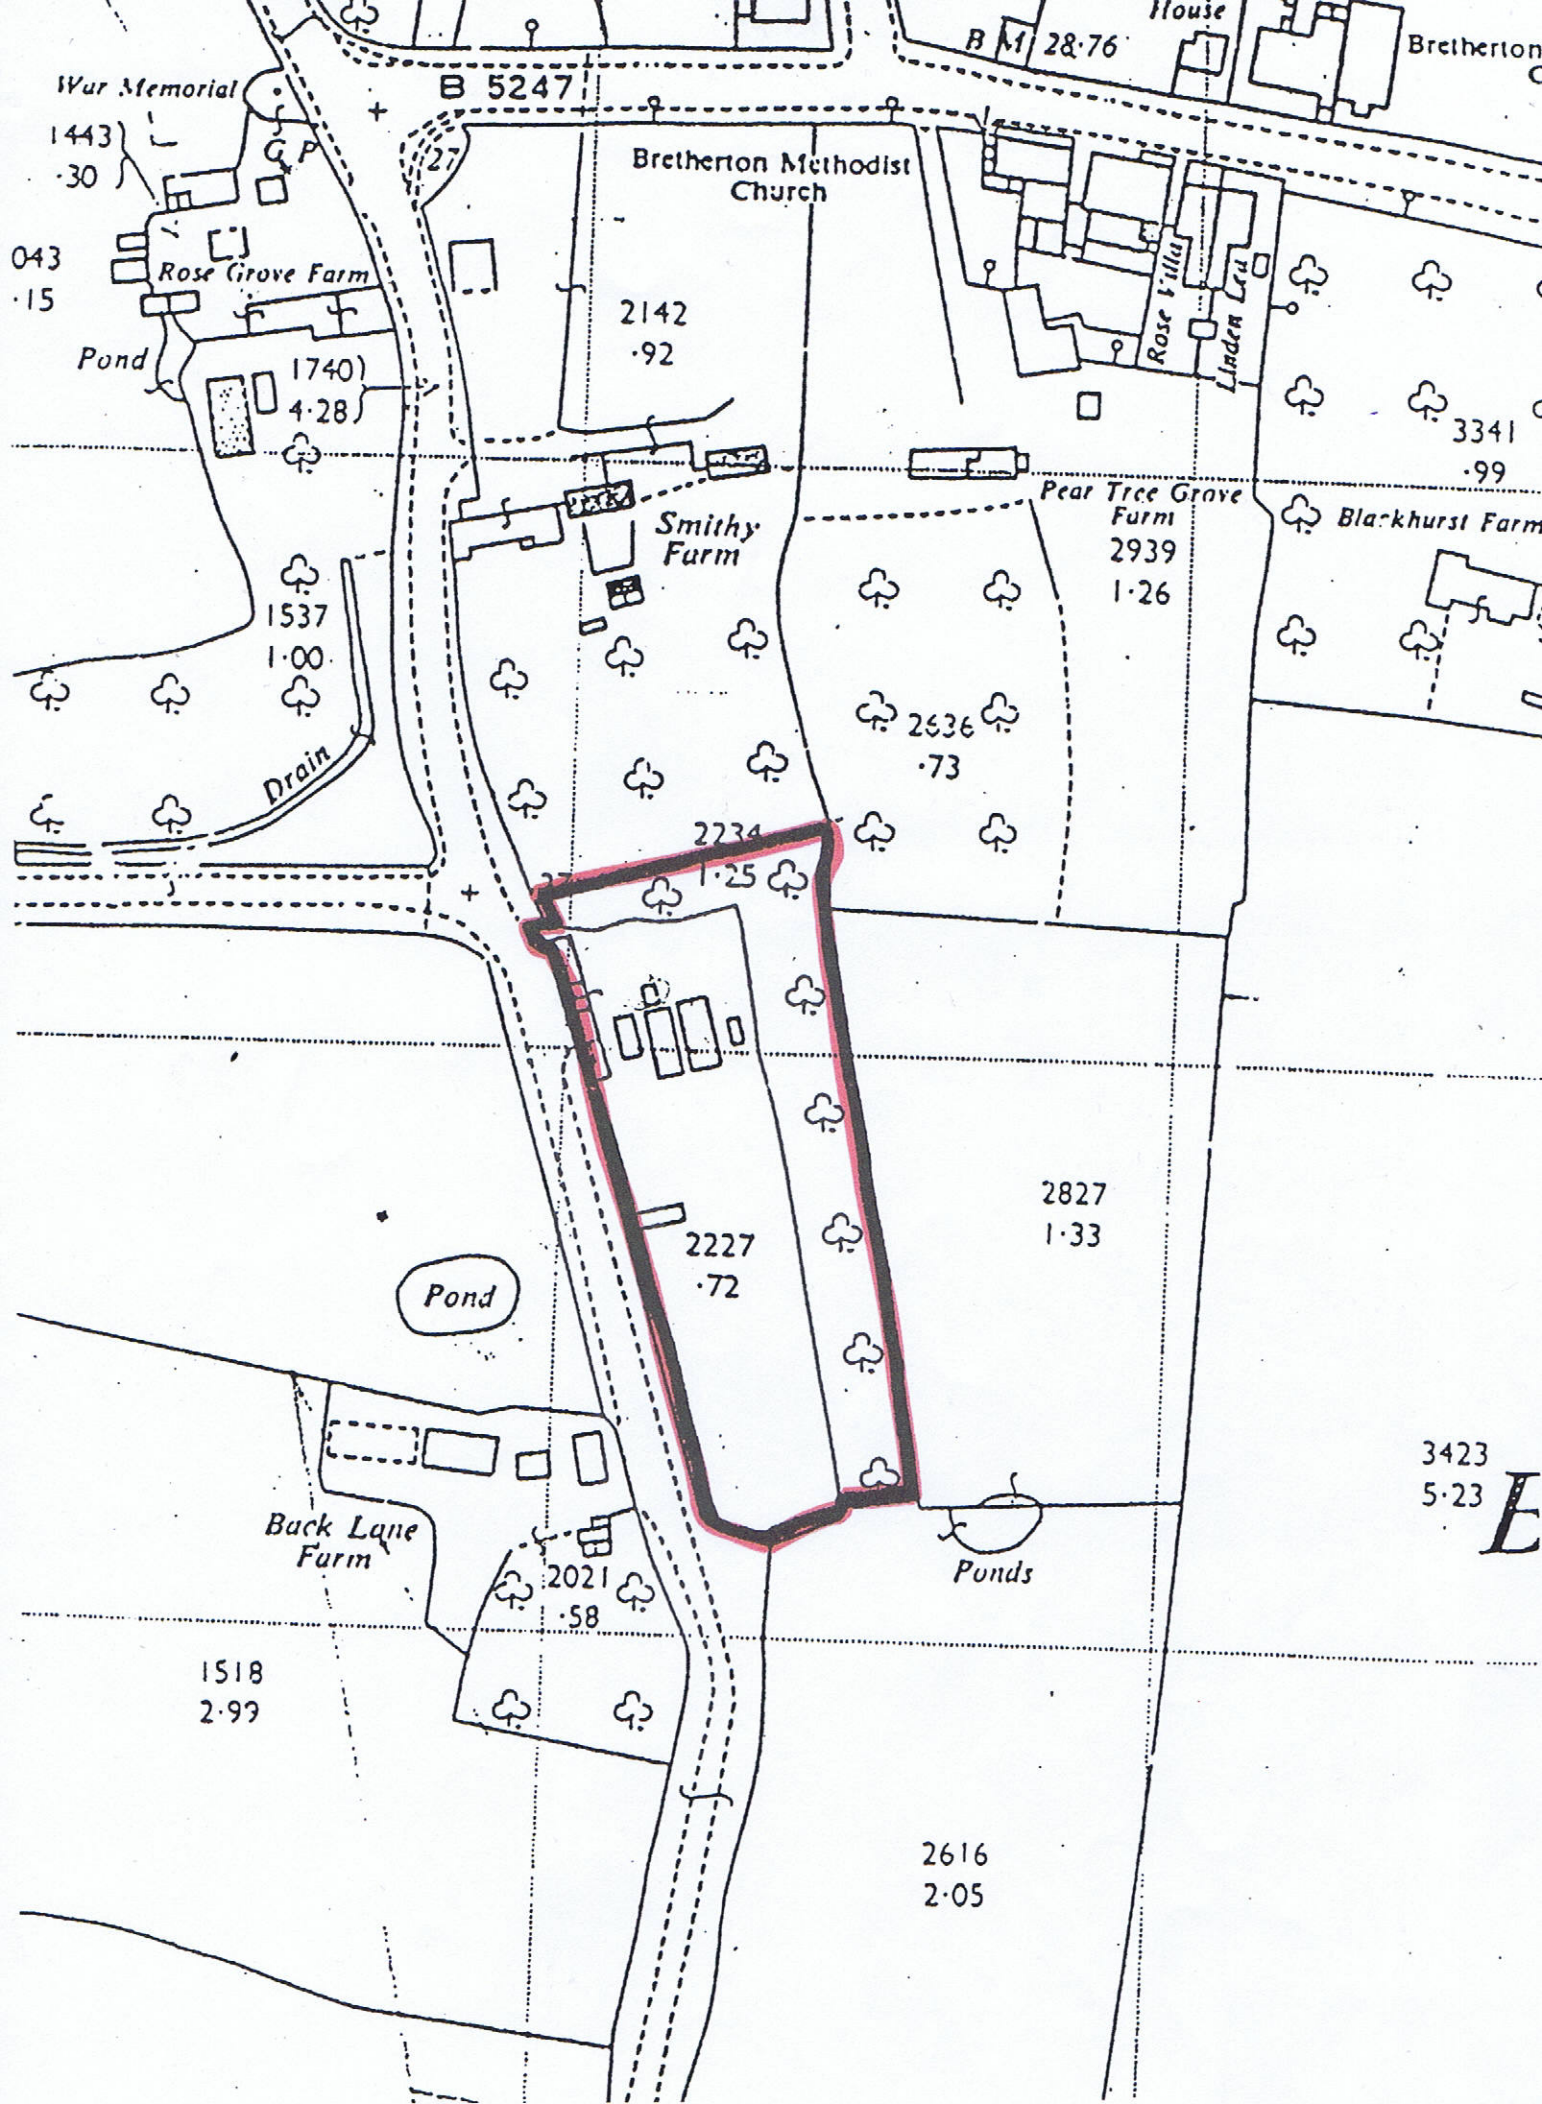 House
B M 28·76
Bretherton
B 5247
War Memorial
1443
·30
G P
27
Bretherton Methodist
Church
043
·15
Rose Grove Farm
Pond
1740
4·28
2142
·92
Rose Villa
Linden Lea
3341
·99
Pear Tree Grove
Farm
2939
1·26
Blackhurst Farm
Smithy
Farm
1537
1·00
2636
·73
Drain
2234
1·25
2827
1·33
2227
·72
Pond
3423
5·23
E
Back Lane
Farm
2021
·58
Ponds
1518
2·99
2616
2·05